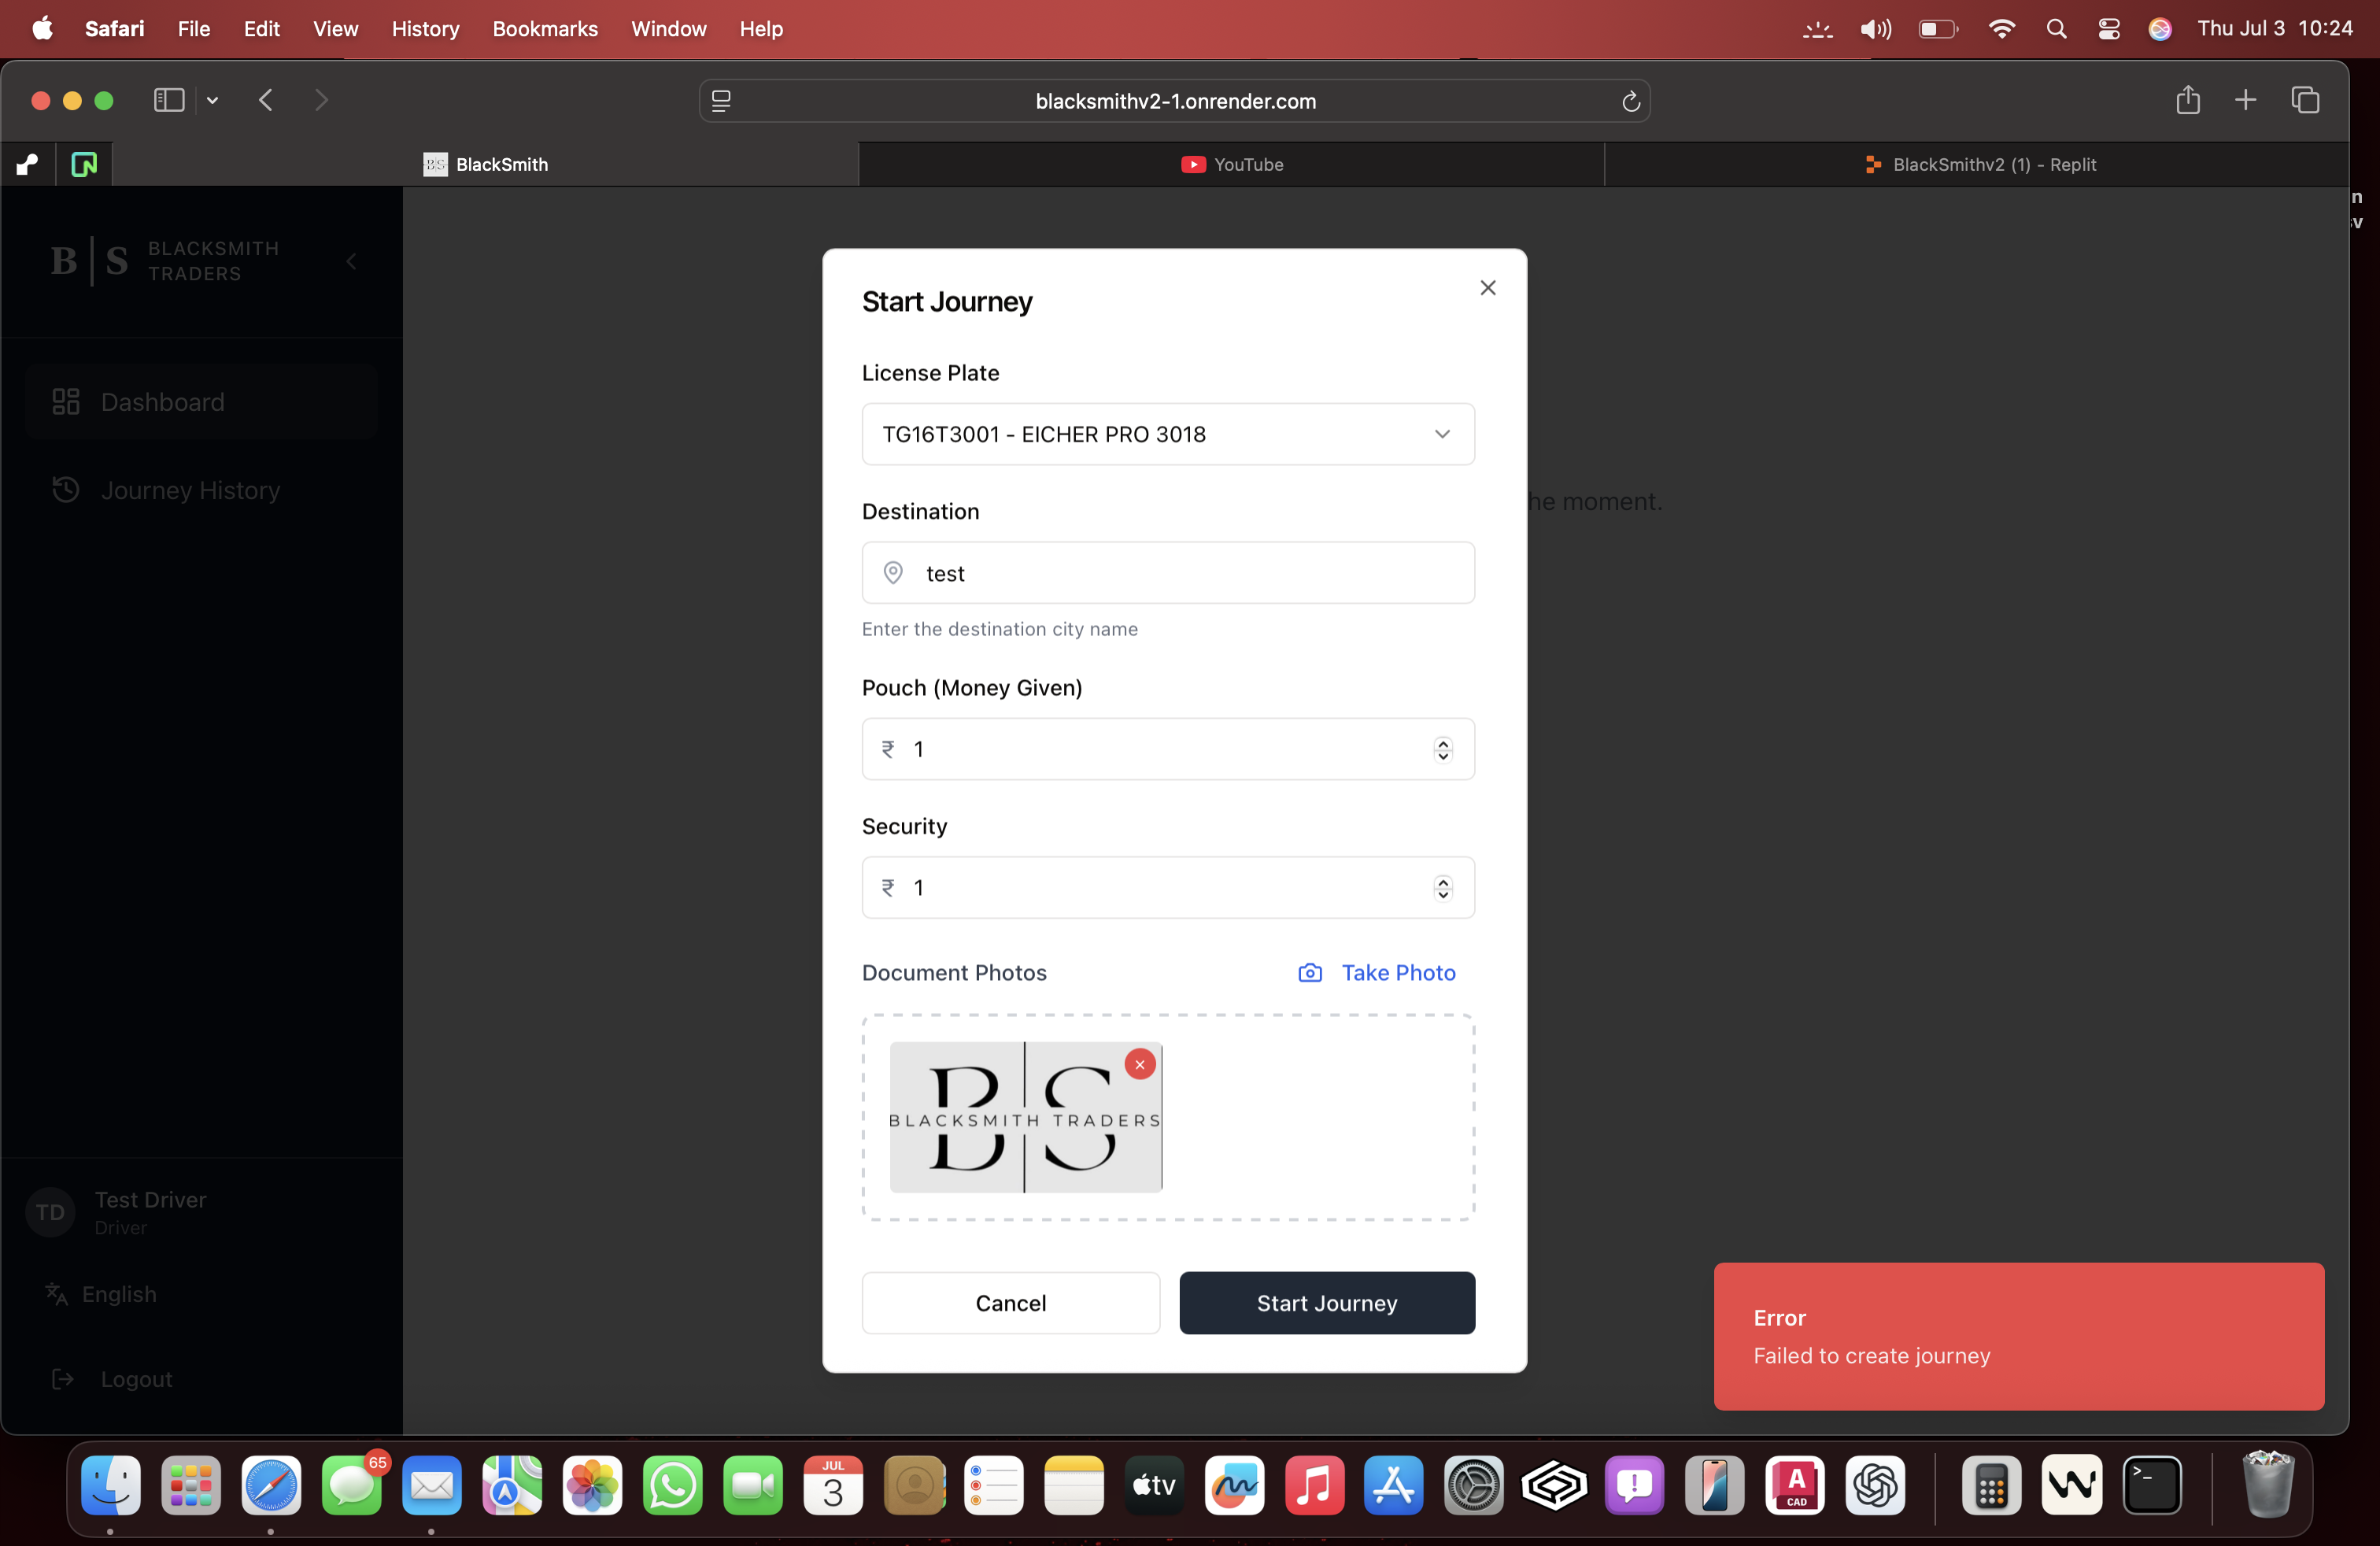 Safari File Edit View History Bookmarks Window Help Thu Jul 3 10:24
blacksmithv2-1.onrender.com
BlackSmith
YouTube
BlackSmithv2 (1) - Replit
B|S BLACKSMITH
TRADERS
Dashboard
Journey History
he moment.
Start Journey
License Plate
TG16T3001 - EICHER PRO 3018
Destination
test
Enter the destination city name
Pouch (Money Given)
₹ 1
Security
₹ 1
Document Photos
Take Photo
B|S
BLACKSMITH TRADERS
Cancel
Start Journey
TD
Test Driver
Driver
English
Logout
Error
Failed to create journey
65
JUL
3
tv
A
CAD
>_